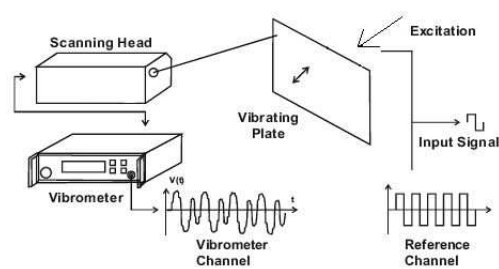 Scanning Head
Excitation
Vibrating
Plate
Input Signal
Vibrometer
V(t)
t
Vibrometer
Channel
Reference
Channel